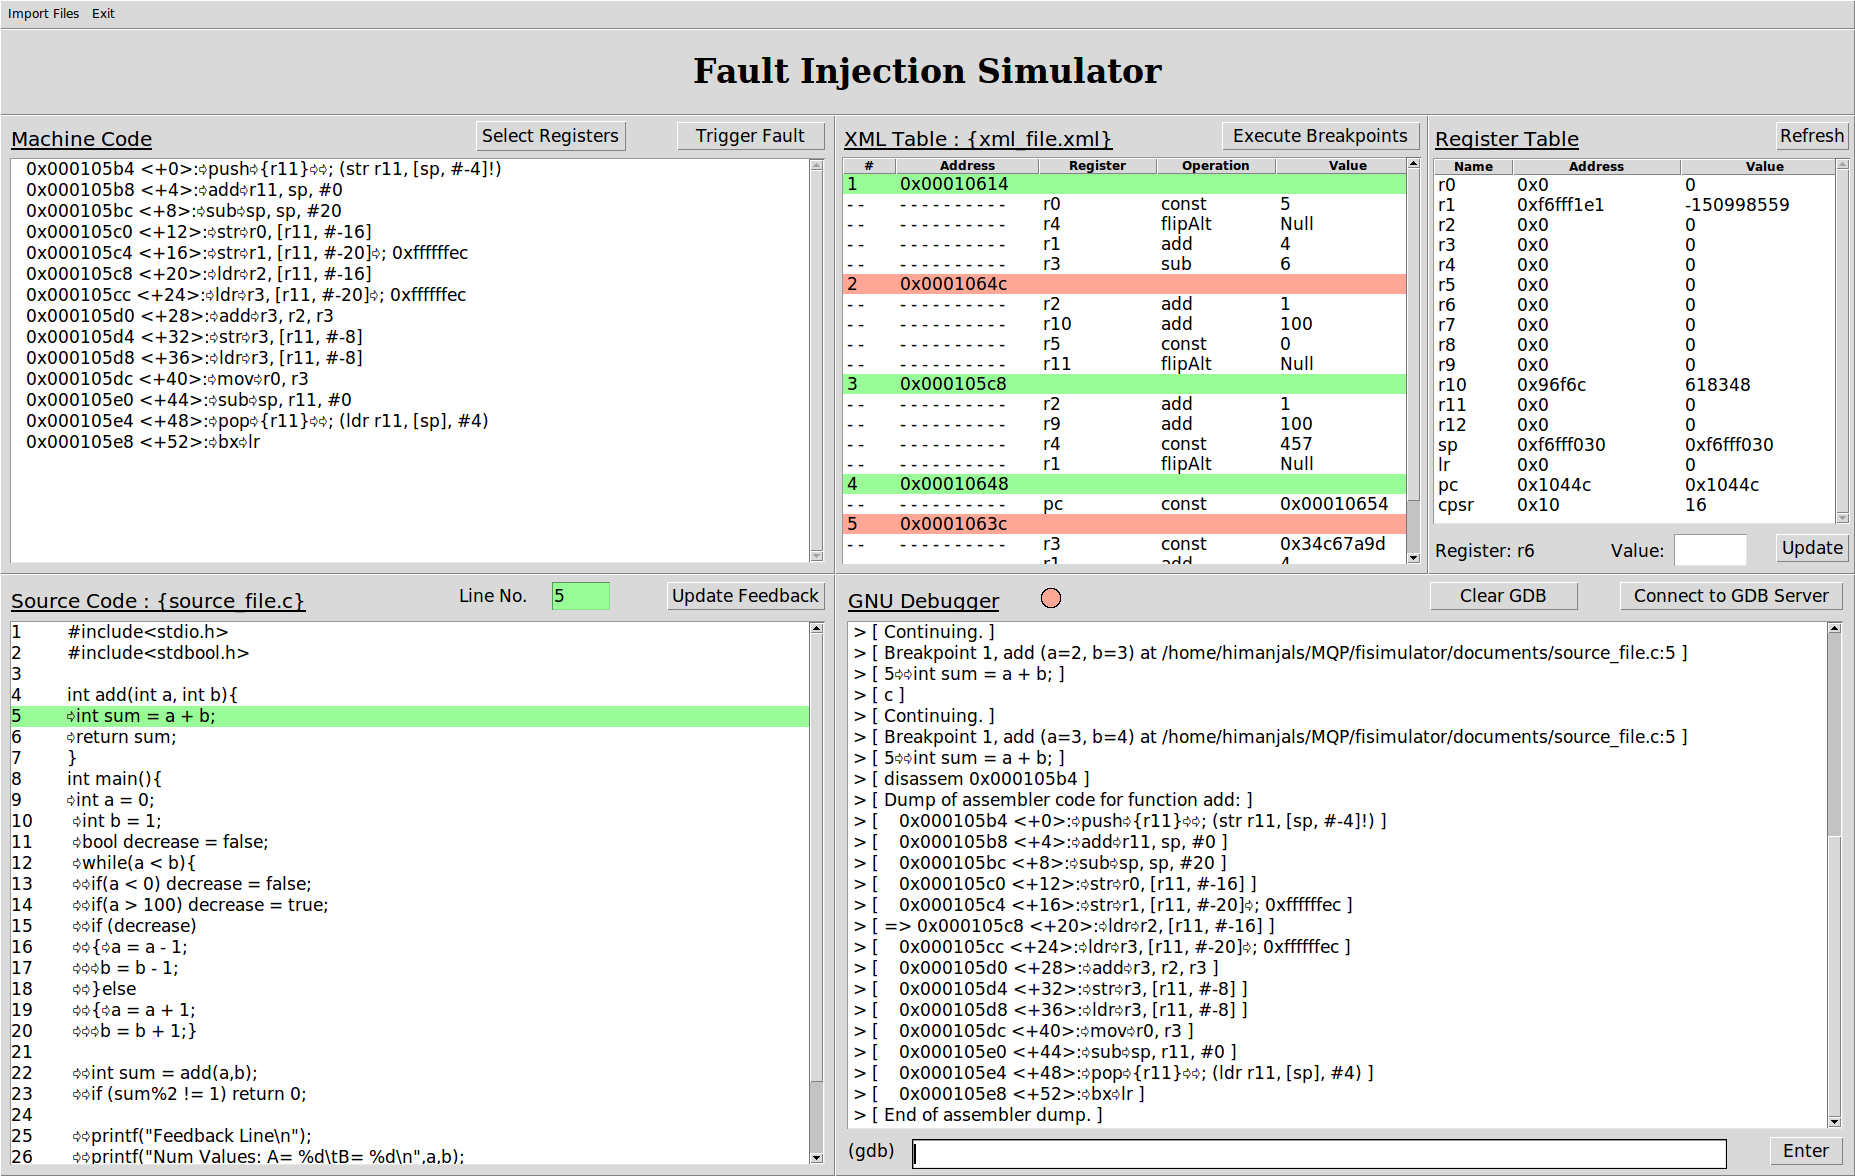 Import Files Exit
Fault Injection Simulator
Machine Code Select Registers Trigger Fault
0x000105b4 <+0>:➩push➩{r11}➩➩; (str r11, [sp, #-4]!)
0x000105b8 <+4>:➩add➩r11, sp, #0
0x000105bc <+8>:➩sub➩sp, sp, #20
0x000105c0 <+12>:➩str➩r0, [r11, #-16]
0x000105c4 <+16>:➩str➩r1, [r11, #-20]➩; 0xffffffec
0x000105c8 <+20>:➩ldr➩r2, [r11, #-16]
0x000105cc <+24>:➩ldr➩r3, [r11, #-20]➩; 0xffffffec
0x000105d0 <+28>:➩add➩r3, r2, r3
0x000105d4 <+32>:➩str➩r3, [r11, #-8]
0x000105d8 <+36>:➩ldr➩r3, [r11, #-8]
0x000105dc <+40>:➩mov➩r0, r3
0x000105e0 <+44>:➩sub➩sp, r11, #0
0x000105e4 <+48>:➩pop➩{r11}➩➩; (ldr r11, [sp], #4)
0x000105e8 <+52>:➩bx➩lr
XML Table : {xml_file.xml} Execute Breakpoints
# Address Register Operation Value
1 0x00010614
-- ---------- r0 const 5
-- ---------- r4 flipAlt Null
-- ---------- r1 add 4
-- ---------- r3 sub 6
2 0x0001064c
-- ---------- r2 add 1
-- ---------- r10 add 100
-- ---------- r5 const 0
-- ---------- r11 flipAlt Null
3 0x000105c8
-- ---------- r2 add 1
-- ---------- r9 add 100
-- ---------- r4 const 457
-- ---------- r1 flipAlt Null
4 0x00010648
-- ---------- pc const 0x00010654
5 0x0001063c
-- ---------- r3 const 0x34c67a9d
-- ---------- r1 add 4
Register Table Refresh
Name Address Value
r0 0x0 0
r1 0xf6fff1e1 -150998559
r2 0x0 0
r3 0x0 0
r4 0x0 0
r5 0x0 0
r6 0x0 0
r7 0x0 0
r8 0x0 0
r9 0x0 0
r10 0x96f6c 618348
r11 0x0 0
r12 0x0 0
sp 0xf6fff030 0xf6fff030
lr 0x0 0
pc 0x1044c 0x1044c
cpsr 0x10 16
Register: r6 Value: Update
Source Code : {source_file.c} Line No. 5 Update Feedback
1 #include<stdio.h>
2 #include<stdbool.h>
3
4 int add(int a, int b){
5 ➩int sum = a + b;
6 ➩return sum;
7 }
8 int main(){
9 ➩int a = 0;
10 ➩int b = 1;
11 ➩bool decrease = false;
12 ➩while(a < b){
13 ➩➩if(a < 0) decrease = false;
14 ➩➩if(a > 100) decrease = true;
15 ➩➩if (decrease)
16 ➩➩{➩a = a - 1;
17 ➩➩➩b = b - 1;
18 ➩➩}else
19 ➩➩{➩a = a + 1;
20 ➩➩➩b = b + 1;}
21
22 ➩➩int sum = add(a,b);
23 ➩➩if (sum%2 != 1) return 0;
24
25 ➩➩printf("Feedback Line\n");
26 ➩➩printf("Num Values: A= %d\tB= %d\n",a,b);
GNU Debugger Clear GDB Connect to GDB Server
> [ Continuing. ]
> [ Breakpoint 1, add (a=2, b=3) at /home/himanjals/MQP/fisimulator/documents/source_file.c:5 ]
> [ 5➩➩int sum = a + b; ]
> [ c ]
> [ Continuing. ]
> [ Breakpoint 1, add (a=3, b=4) at /home/himanjals/MQP/fisimulator/documents/source_file.c:5 ]
> [ 5➩➩int sum = a + b; ]
> [ disassem 0x000105b4 ]
> [ Dump of assembler code for function add: ]
> [ 0x000105b4 <+0>:➩push➩{r11}➩➩; (str r11, [sp, #-4]!) ]
> [ 0x000105b8 <+4>:➩add➩r11, sp, #0 ]
> [ 0x000105bc <+8>:➩sub➩sp, sp, #20 ]
> [ 0x000105c0 <+12>:➩str➩r0, [r11, #-16] ]
> [ 0x000105c4 <+16>:➩str➩r1, [r11, #-20]➩; 0xffffffec ]
> [ => 0x000105c8 <+20>:➩ldr➩r2, [r11, #-16] ]
> [ 0x000105cc <+24>:➩ldr➩r3, [r11, #-20]➩; 0xffffffec ]
> [ 0x000105d0 <+28>:➩add➩r3, r2, r3 ]
> [ 0x000105d4 <+32>:➩str➩r3, [r11, #-8] ]
> [ 0x000105d8 <+36>:➩ldr➩r3, [r11, #-8] ]
> [ 0x000105dc <+40>:➩mov➩r0, r3 ]
> [ 0x000105e0 <+44>:➩sub➩sp, r11, #0 ]
> [ 0x000105e4 <+48>:➩pop➩{r11}➩➩; (ldr r11, [sp], #4) ]
> [ 0x000105e8 <+52>:➩bx➩lr ]
> [ End of assembler dump. ]
(gdb) Enter